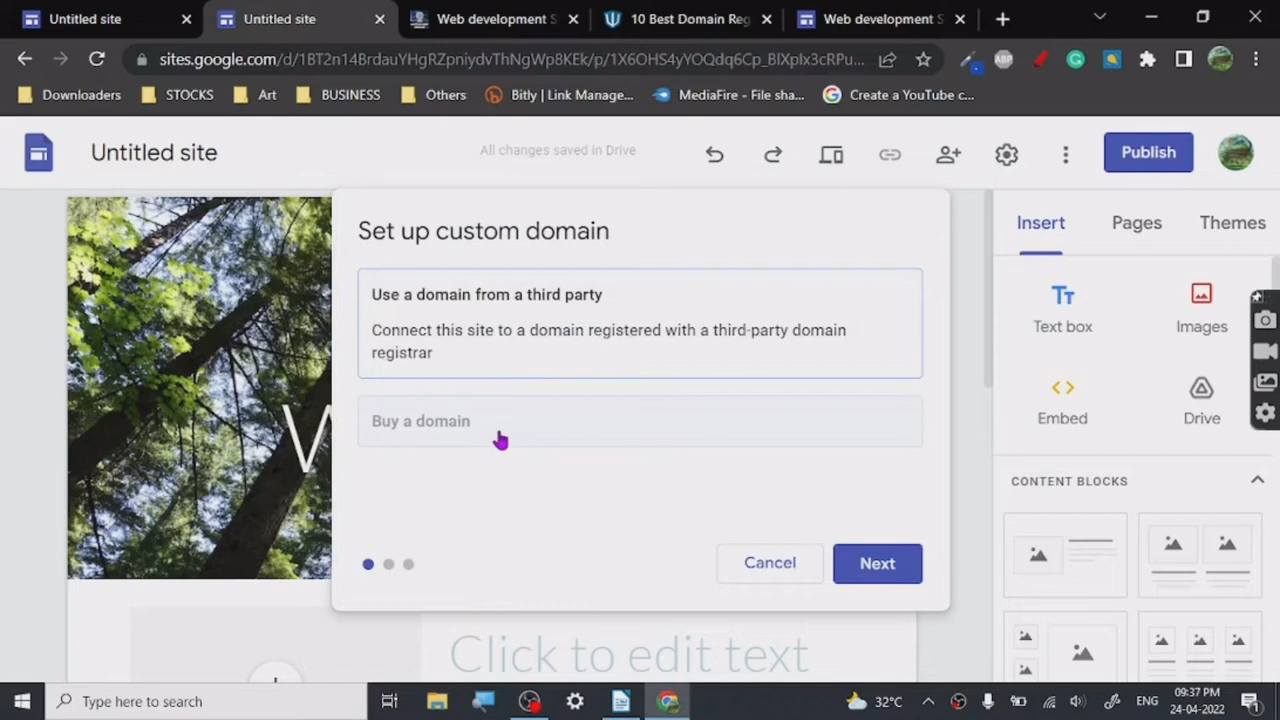 Untitled site
Untitled site
Web development S
10 Best Domain Reg
Web development S
sites.google.com/d/1BT2n14BrdauYHgRZpniydvThNgWp8KEk/p/1X6OHS4yYOQdq6Cp_BlXpIx3cRPu...
ABP
Downloaders
STOCKS
Art
BUSINESS
Others
Bitly | Link Manage...
MediaFire - File sha...
Create a YouTube c...
Untitled site
All changes saved in Drive
Publish
Set up custom domain
Use a domain from a third party
Connect this site to a domain registered with a third-party domain
registrar
Buy a domain
Cancel
Next
W
Click to edit text
Insert
Pages
Themes
Text box
Images
Embed
Drive
CONTENT BLOCKS
Type here to search
32°C
ENG
09:37 PM
24-04-2022
1